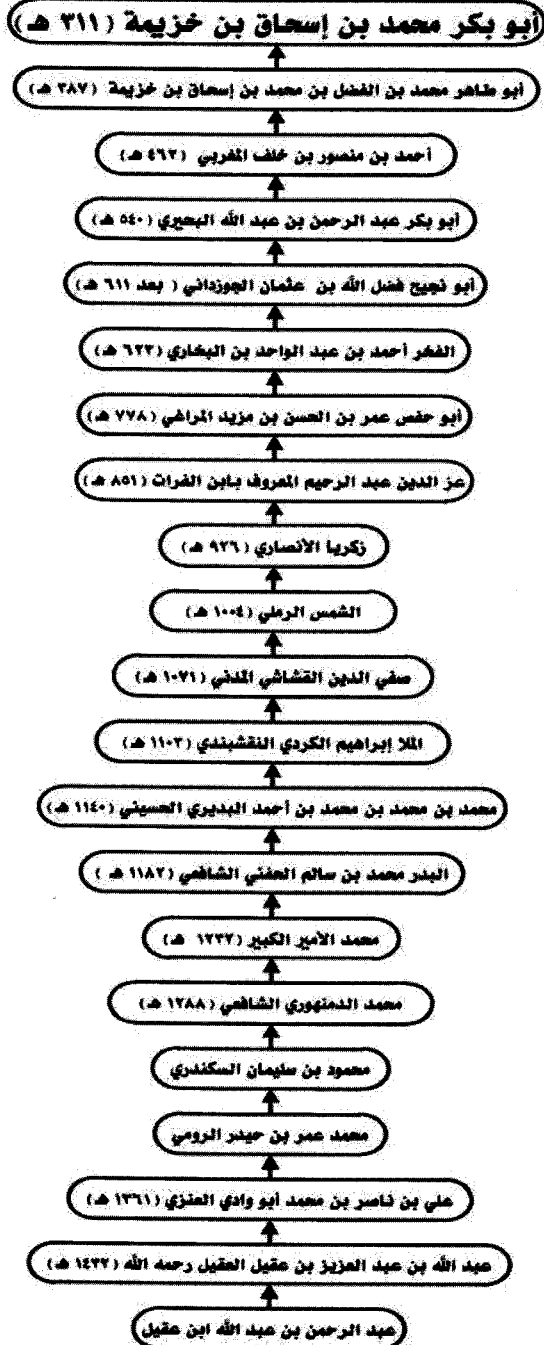 أبو بكر محمد بن إسحاق بن خزيمة (٣١١ هـ)
أبو طاهر محمد بن الفضل بن محمد بن إسحاق بن خزيمة (٣٨٧ هـ)
أحمد بن منصور بن خلف المغربي (٤٦٣ هـ)
أبو بكر عبد الرحمن بن عبد الله البحيري (٥٤٠ هـ)
أبو نجيح فضل الله بن عثمان الجوزداني (بعد ٦١١ هـ)
الفخر أحمد بن عبد الواحد بن البخاري (٦٢٣ هـ)
أبو حفص عمر بن الحسن بن مزيد المراغي (٧٧٨ هـ)
عز الدين عبد الرحيم المعروف بابن الفرات (٨٥١ هـ)
زكريا الأنصاري (٩٢٦ هـ)
الشمس الرملي (١٠٠٤ هـ)
صفي الدين القشاشي المدني (١٠٧١ هـ)
الملا إبراهيم الكردي النقشبندي (١١٠٢ هـ)
محمد بن محمد بن محمد بن أحمد البديري الحسيني (١١٤٠ هـ)
البدر محمد بن سالم الحفني الشافعي (١١٨٢ هـ)
محمد الأمير الكبير (١٢٣٢ هـ)
محمد الدمنهوري الشافعي (١٢٨٨ هـ)
محمود بن سليمان السكندري
محمد عمر بن حيدر الرومي
علي بن ناصر بن محمد أبو وادي العنزي (١٣٦١ هـ)
عبد الله بن عبد العزيز بن عقيل العقيل رحمه الله (١٤٣٢ هـ)
عبد الرحمن بن عبد الله ابن عقيل